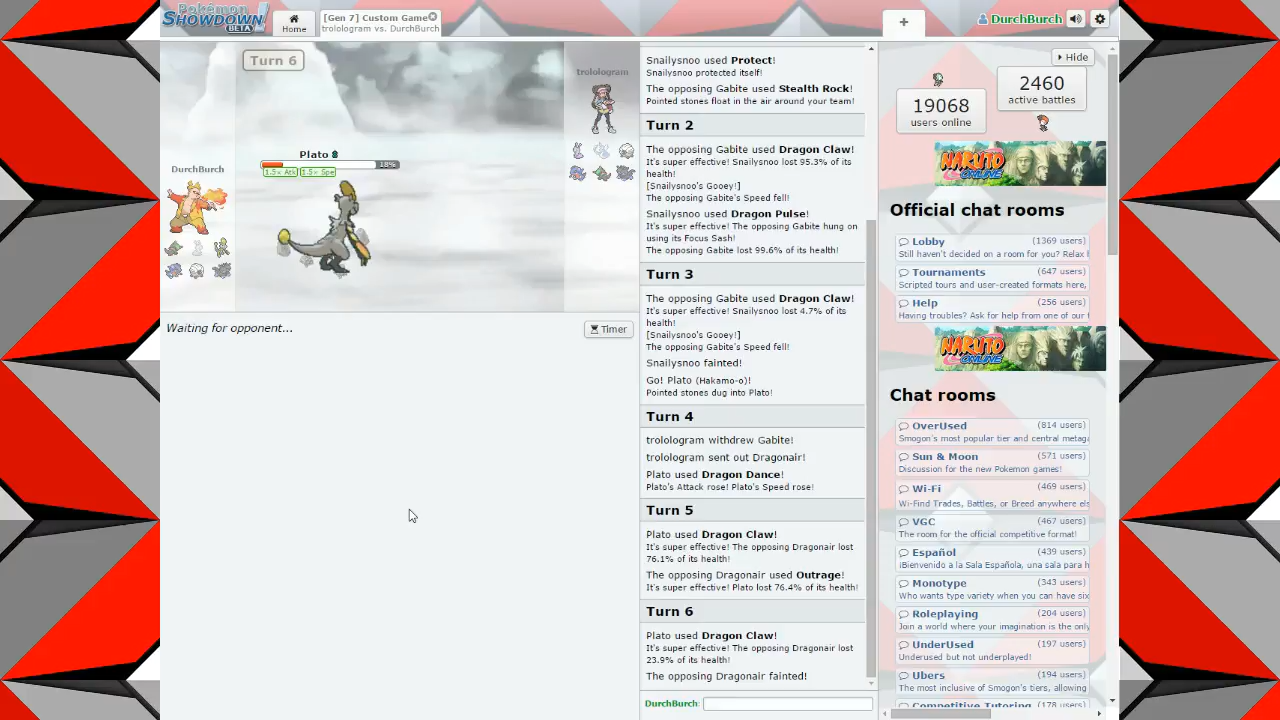 Pokémon
SHOWDOWN!
BETA
Home
[Gen 7] Custom Game
trolologram vs. DurchBurch
+
DurchBurch
Turn 6
trolologram
Plato
18%
1.5× Atk 1.5× Spe
DurchBurch
Waiting for opponent...
Timer
Snailysnoo used Protect!
Snailysnoo protected itself!
The opposing Gabite used Stealth Rock!
Pointed stones float in the air around your team!
Turn 2
The opposing Gabite used Dragon Claw!
It's super effective! Snailysnoo lost 95.3% of its
health!
[Snailysnoo's Gooey!]
The opposing Gabite's Speed fell!
Snailysnoo used Dragon Pulse!
It's super effective! The opposing Gabite hung on
using its Focus Sash!
The opposing Gabite lost 99.6% of its health!
Turn 3
The opposing Gabite used Dragon Claw!
It's super effective! Snailysnoo lost 4.7% of its
health!
[Snailysnoo's Gooey!]
The opposing Gabite's Speed fell!
Snailysnoo fainted!
Go! Plato (Hakamo-o)!
Pointed stones dug into Plato!
Turn 4
trolologram withdrew Gabite!
trolologram sent out Dragonair!
Plato used Dragon Dance!
Plato's Attack rose! Plato's Speed rose!
Turn 5
Plato used Dragon Claw!
It's super effective! The opposing Dragonair lost
76.1% of its health!
The opposing Dragonair used Outrage!
It's super effective! Plato lost 76.4% of its health!
Turn 6
Plato used Dragon Claw!
It's super effective! The opposing Dragonair lost
23.9% of its health!
The opposing Dragonair fainted!
DurchBurch:
Hide
19068
users online
2460
active battles
NARUTO
ONLINE
Official chat rooms
Lobby (1369 users)
Still haven't decided on a room for you? Relax
Tournaments (647 users)
Scripted tours and user-created formats here,
Help (256 users)
Having troubles? Ask for help from one of our
NARUTO
ONLINE
Chat rooms
OverUsed (814 users)
Smogon's most popular tier and central metag
Sun & Moon (571 users)
Discussion for the new Pokemon games!
Wi-Fi (469 users)
Wi-Find Trades, Battles, or Breed anywhere els
VGC (467 users)
The room for the official competitive format!
Español (439 users)
¡Bienvenido a la Sala Española, una sala para h
Monotype (343 users)
Who wants type variety when you can have six
Roleplaying (204 users)
Join a world where your imagination is the only
UnderUsed (197 users)
Underused but not underplayed!
Ubers (194 users)
The most inclusive of Smogon's tiers, allowing
Competitive Tutoring (178 users)